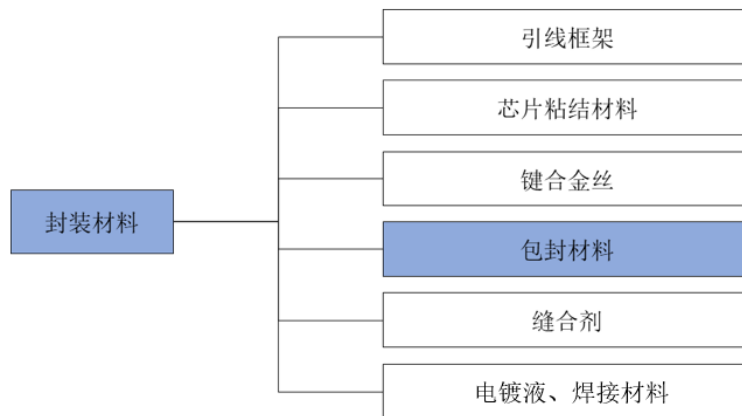 引线框架
芯片粘结材料
键合金丝
封装材料
包封材料
缝合剂
电镀液、焊接材料